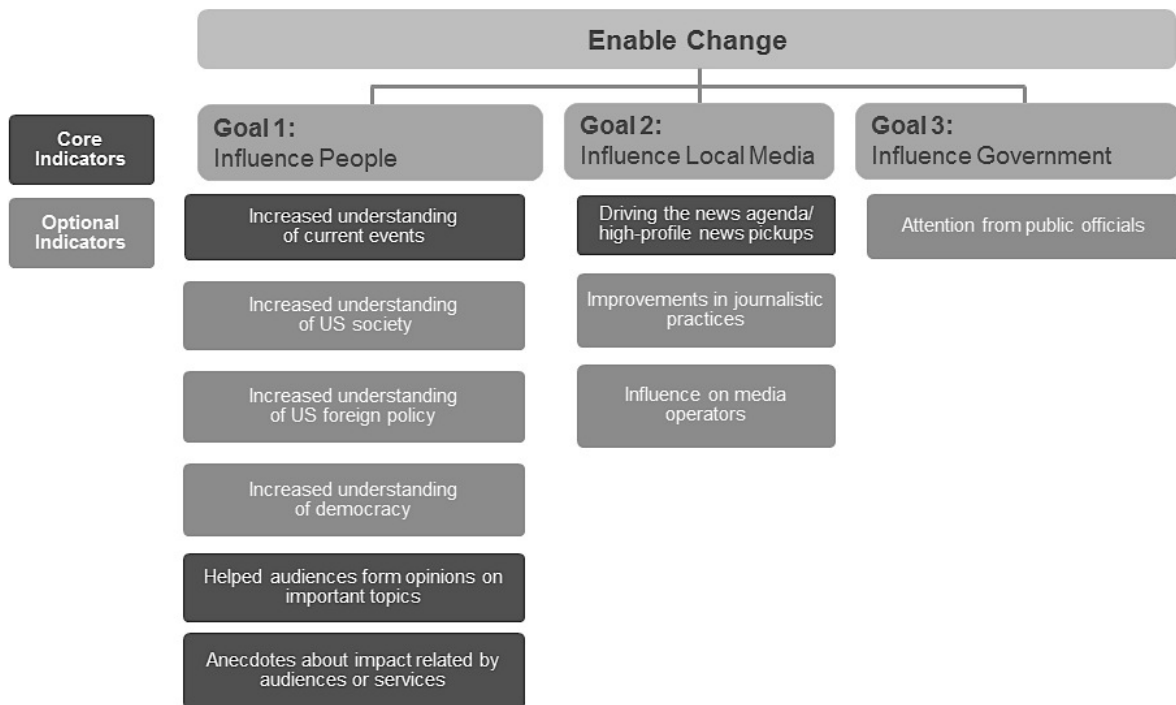 Enable Change
Core
Indicators
Optional
Indicators
Goal 1:
Influence People
Increased understanding
of current events
Increased understanding
of US society
Increased understanding
of US foreign policy
Increased understanding
of democracy
Helped audiences form opinions on
important topics
Anecdotes about impact related by
audiences or services
Goal 2:
Influence Local Media
Driving the news agenda/
high-profile news pickups
Improvements in journalistic
practices
Influence on media
operators
Goal 3:
Influence Government
Attention from public officials